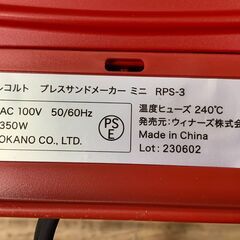 レコルト プレスサンドメーカー ミニ RPS-3
AC 100V 50/60Hz
350W
OKANO CO., LTD.
PS
E
温度ヒューズ 240℃
発売元:ウィナーズ株式会
Made in China
Lot: 230602